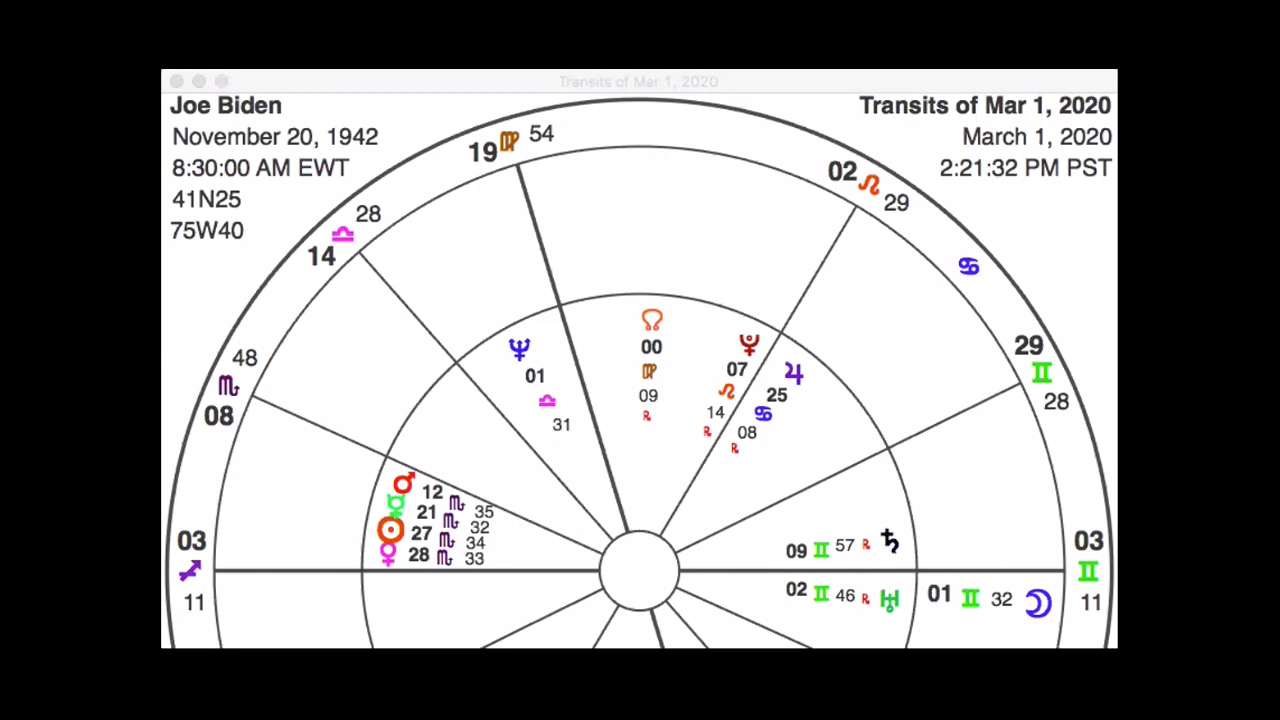 Transits of Mar 1, 2020
Joe Biden
November 20, 1942
8:30:00 AM EWT
41N25
75W40
Transits of Mar 1, 2020
March 1, 2020
2:21:32 PM PST
19 ♍ 54
02 ♌ 29
28 ♎ 14
♋
29 ♊ 28
48 ♏ 08
♆ 01 ♎ 31
☊ 00 ♍ 09 ℞
♇ 07 ♌ 14 ℞
♃ 25 ♋ 08 ℞
♂ 12 ♏ 35
☿ 21 ♏ 32
☉ 27 ♏ 34
♀ 28 ♏ 33
03 ♐ 11
09 ♊ 57 ℞ ♄
02 ♊ 46 ℞ ♅
01 ♊ 32 ☽
03 ♊ 11